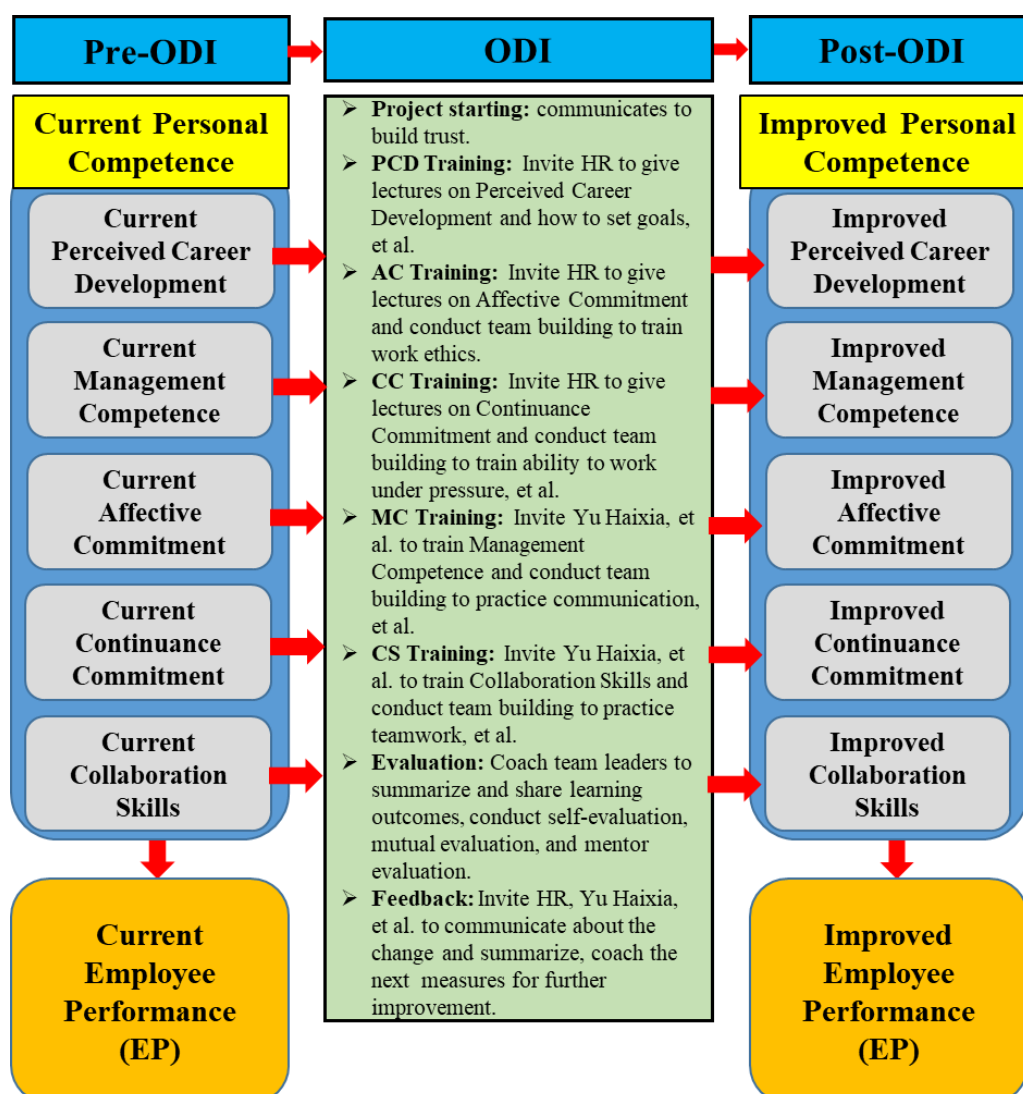 Pre-ODI
ODI
Post-ODI
Current Personal
Competence
Current
Perceived Career
Development
Current
Management
Competence
Current
Affective
Commitment
Current
Continuance
Commitment
Current
Collaboration
Skills
Current
Employee
Performance
(EP)
➢ Project starting: communicates to
build trust.
➢ PCD Training: Invite HR to give
lectures on Perceived Career
Development and how to set goals,
et al.
➢ AC Training: Invite HR to give
lectures on Affective Commitment
and conduct team building to train
work ethics.
➢ CC Training: Invite HR to give
lectures on Continuance
Commitment and conduct team
building to train ability to work
under pressure, et al.
➢ MC Training: Invite Yu Haixia, et
al. to train Management
Competence and conduct team
building to practice communication,
et al.
➢ CS Training: Invite Yu Haixia, et
al. to train Collaboration Skills and
conduct team building to practice
teamwork, et al.
➢ Evaluation: Coach team leaders to
summarize and share learning
outcomes, conduct self-evaluation,
mutual evaluation, and mentor
evaluation.
➢ Feedback: Invite HR, Yu Haixia,
et al. to communicate about the
change and summarize, coach the
next measures for further
improvement.
Improved Personal
Competence
Improved
Perceived Career
Development
Improved
Management
Competence
Improved
Affective
Commitment
Improved
Continuance
Commitment
Improved
Collaboration
Skills
Improved
Employee
Performance
(EP)